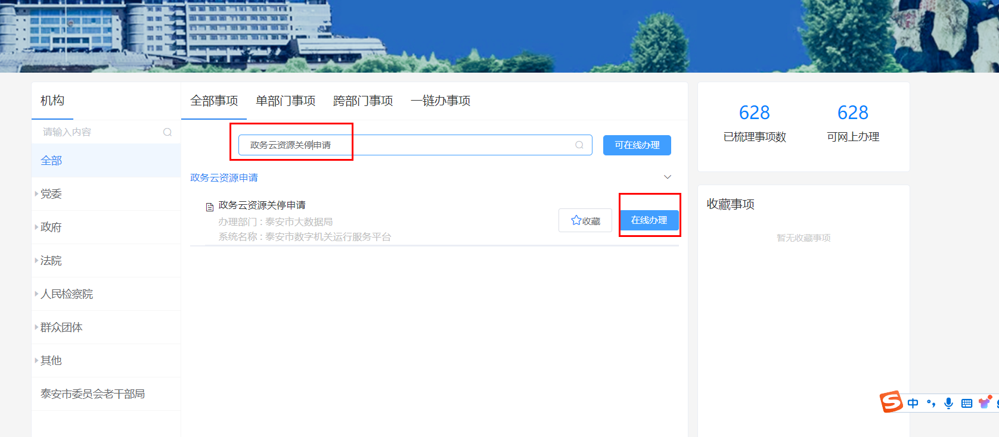 机构
请输入内容
全部
党委
政府
法院
人民检察院
群众团体
其他
泰安市委员会老干部局
全部事项 单部门事项 跨部门事项 一链办事项
政务云资源关停申请
可在线办理
政务云资源申请
政务云资源关停申请
办理部门 : 泰安市大数据局
系统名称 : 泰安市数字机关运行服务平台
收藏
在线办理
628
已梳理事项数
628
可网上办理
收藏事项
暂无收藏事项
S 中